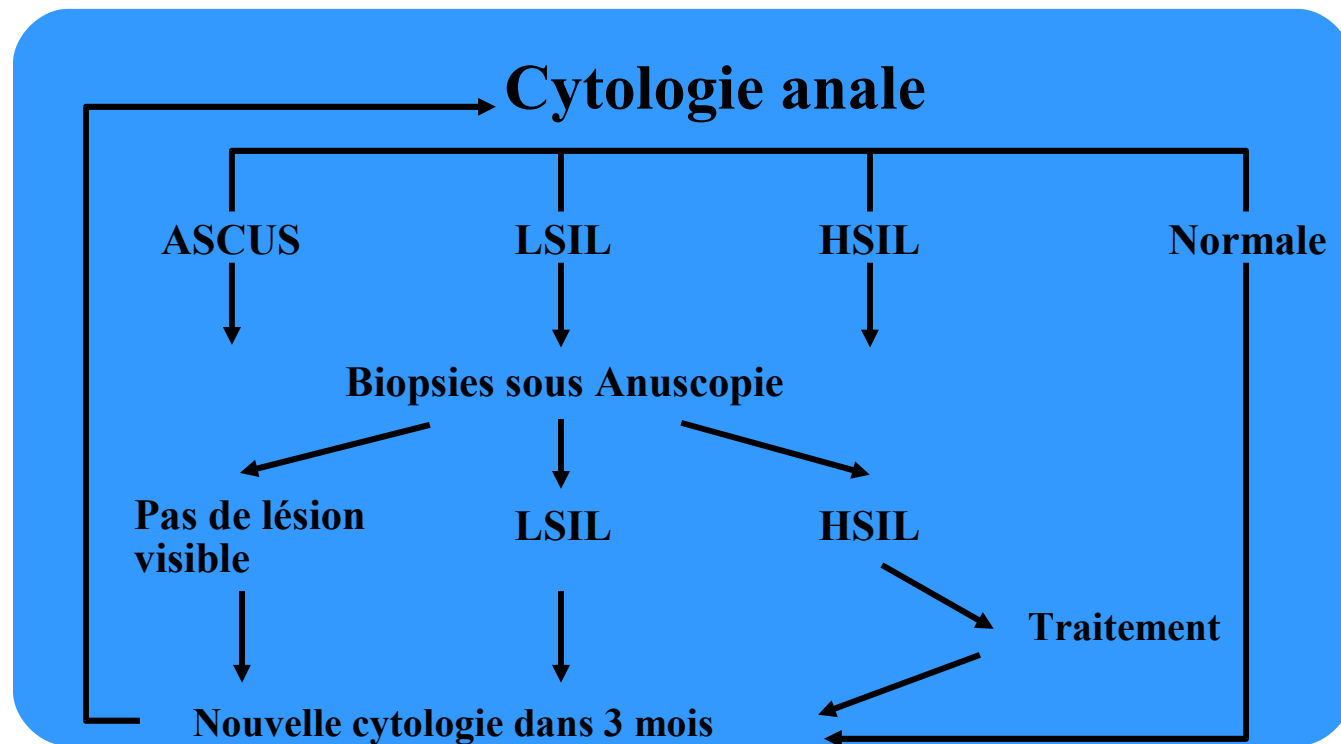 Cytologie anale
ASCUS
LSIL
HSIL
Normale
Biopsies sous Anuscopie
Pas de lésion
visible
LSIL
HSIL
Traitement
Nouvelle cytologie dans 3 mois